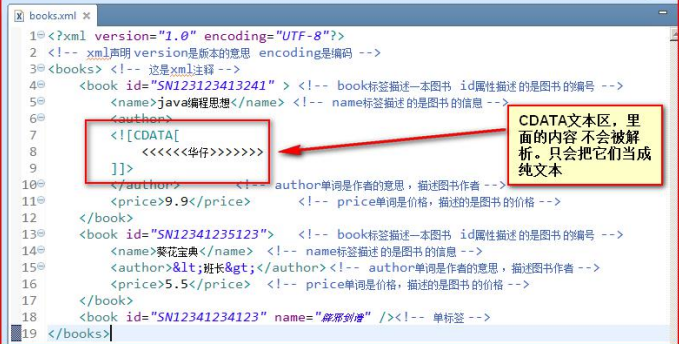 books.xml
1 <?xml version="1.0" encoding="UTF-8"?>
2 <!-- xml声明 version是版本的意思 encoding是编码 -->
3 <books> <!-- 这是xml注释 -->
4 <book id="SN123123413241" > <!-- book标签描述一本图书 id属性描述 的是图书 的编号 -->
5 <name>java编程思想</name> <!-- name标签描述 的是图书 的信息 -->
6 <author>
7 <![CDATA[
8 <<<<<<华仔>>>>>>>
9 ]]>
10 </author> <!-- author单词是作者的意思，描述图书作者 -->
11 <price>9.9</price> <!-- price单词是价格，描述的是图书 的价格 -->
12 </book>
13 <book id="SN12341235123"> <!-- book标签描述一本图书 id属性描述 的是图书 的编号 -->
14 <name>葵花宝典</name> <!-- name标签描述 的是图书 的信息 -->
15 <author>&lt;班长&gt;</author><!-- author单词是作者的意思，描述图书作者 -->
16 <price>5.5</price> <!-- price单词是价格，描述的是图书 的价格 -->
17 </book>
18 <book id="SN12341234123" name="辟邪剑谱" /><!-- 单标签 -->
19 </books>
CDATA文本区，里
面的内容 不会被解
析。只会把它们当成
纯文本